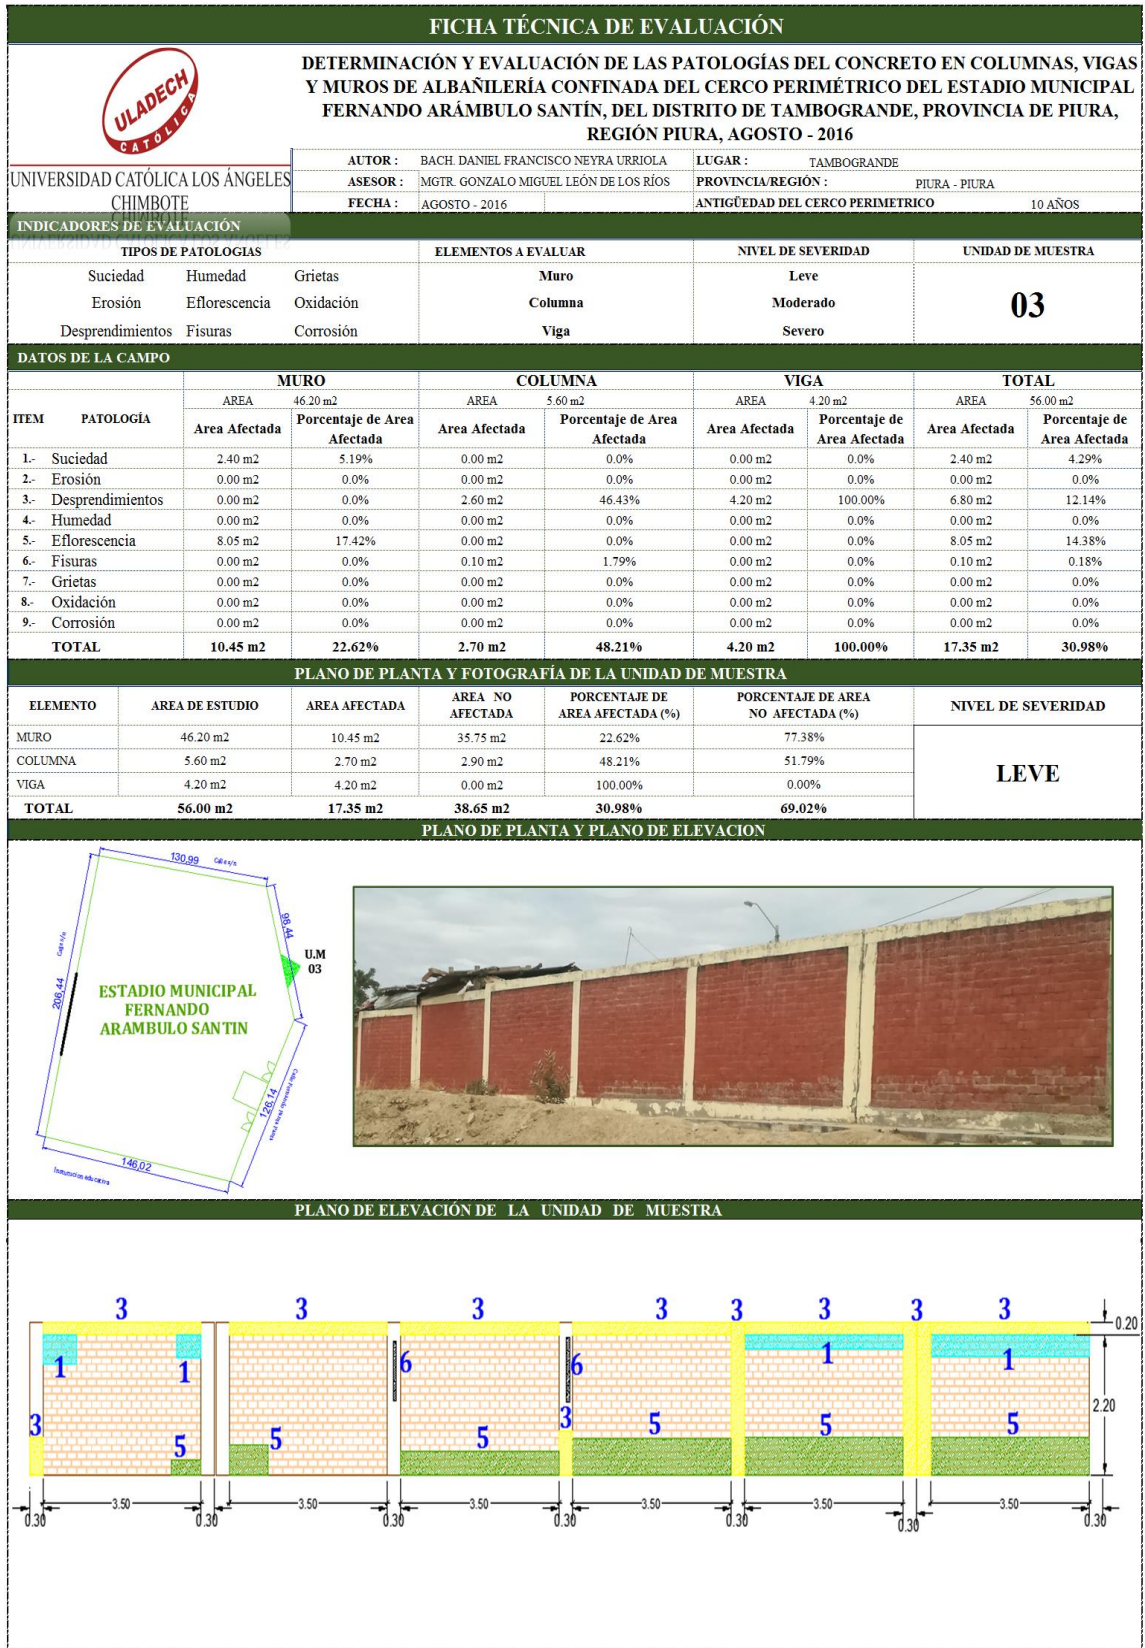 FICHA TÉCNICA DE EVALUACIÓN
ULADECH
CATÓLICA
UNIVERSIDAD CATÓLICA LOS ÁNGELES
CHIMBOTE
DETERMINACIÓN Y EVALUACIÓN DE LAS PATOLOGÍAS DEL CONCRETO EN COLUMNAS, VIGAS
Y MUROS DE ALBAÑILERÍA CONFINADA DEL CERCO PERIMÉTRICO DEL ESTADIO MUNICIPAL
FERNANDO ARÁMBULO SANTÍN, DEL DISTRITO DE TAMBOGRANDE, PROVINCIA DE PIURA,
REGIÓN PIURA, AGOSTO - 2016
AUTOR : BACH. DANIEL FRANCISCO NEYRA URRIOLA LUGAR : TAMBOGRANDE
ASESOR : MGTR. GONZALO MIGUEL LEÓN DE LOS RÍOS PROVINCIA/REGIÓN : PIURA - PIURA
FECHA : AGOSTO - 2016 ANTIGÜEDAD DEL CERCO PERIMETRICO 10 AÑOS
INDICADORES DE EVALUACIÓN
TIPOS DE PATOLOGIAS ELEMENTOS A EVALUAR NIVEL DE SEVERIDAD UNIDAD DE MUESTRA
Suciedad Humedad Grietas Muro Leve
Erosión Eflorescencia Oxidación Columna Moderado 03
Desprendimientos Fisuras Corrosión Viga Severo
DATOS DE LA CAMPO
MURO COLUMNA VIGA TOTAL
AREA 46.20 m2 AREA 5.60 m2 AREA 4.20 m2 AREA 56.00 m2
ITEM PATOLOGÍA Area Afectada Porcentaje de Area Afectada Area Afectada Porcentaje de Area Afectada Area Afectada Porcentaje de Area Afectada Area Afectada Porcentaje de Area Afectada
1.- Suciedad 2.40 m2 5.19% 0.00 m2 0.0% 0.00 m2 0.0% 2.40 m2 4.29%
2.- Erosión 0.00 m2 0.0% 0.00 m2 0.0% 0.00 m2 0.0% 0.00 m2 0.0%
3.- Desprendimientos 0.00 m2 0.0% 2.60 m2 46.43% 4.20 m2 100.00% 6.80 m2 12.14%
4.- Humedad 0.00 m2 0.0% 0.00 m2 0.0% 0.00 m2 0.0% 0.00 m2 0.0%
5.- Eflorescencia 8.05 m2 17.42% 0.00 m2 0.0% 0.00 m2 0.0% 8.05 m2 14.38%
6.- Fisuras 0.00 m2 0.0% 0.10 m2 1.79% 0.00 m2 0.0% 0.10 m2 0.18%
7.- Grietas 0.00 m2 0.0% 0.00 m2 0.0% 0.00 m2 0.0% 0.00 m2 0.0%
8.- Oxidación 0.00 m2 0.0% 0.00 m2 0.0% 0.00 m2 0.0% 0.00 m2 0.0%
9.- Corrosión 0.00 m2 0.0% 0.00 m2 0.0% 0.00 m2 0.0% 0.00 m2 0.0%
TOTAL 10.45 m2 22.62% 2.70 m2 48.21% 4.20 m2 100.00% 17.35 m2 30.98%
PLANO DE PLANTA Y FOTOGRAFÍA DE LA UNIDAD DE MUESTRA
ELEMENTO AREA DE ESTUDIO AREA AFECTADA AREA NO AFECTADA PORCENTAJE DE AREA AFECTADA (%) PORCENTAJE DE AREA NO AFECTADA (%) NIVEL DE SEVERIDAD
MURO 46.20 m2 10.45 m2 35.75 m2 22.62% 77.38%
COLUMNA 5.60 m2 2.70 m2 2.90 m2 48.21% 51.79% LEVE
VIGA 4.20 m2 4.20 m2 0.00 m2 100.00% 0.00%
TOTAL 56.00 m2 17.35 m2 38.65 m2 30.98% 69.02%
PLANO DE PLANTA Y PLANO DE ELEVACION
130,99 Calle s/n
98,44
U.M
03
206,44 Calle s/n
ESTADIO MUNICIPAL
FERNANDO
ARAMBULO SANTIN
126,14
146,02
Institucion educativa
PLANO DE ELEVACIÓN DE LA UNIDAD DE MUESTRA
3 3 3 3 3 3 3 3
0.20
1 1 6 6 1 1
2.20
3 5 5 5 3 5 5 5
3.50 3.50 3.50 3.50 3.50 3.50
0.30 0.30 0.30 0.30 0.30 0.30